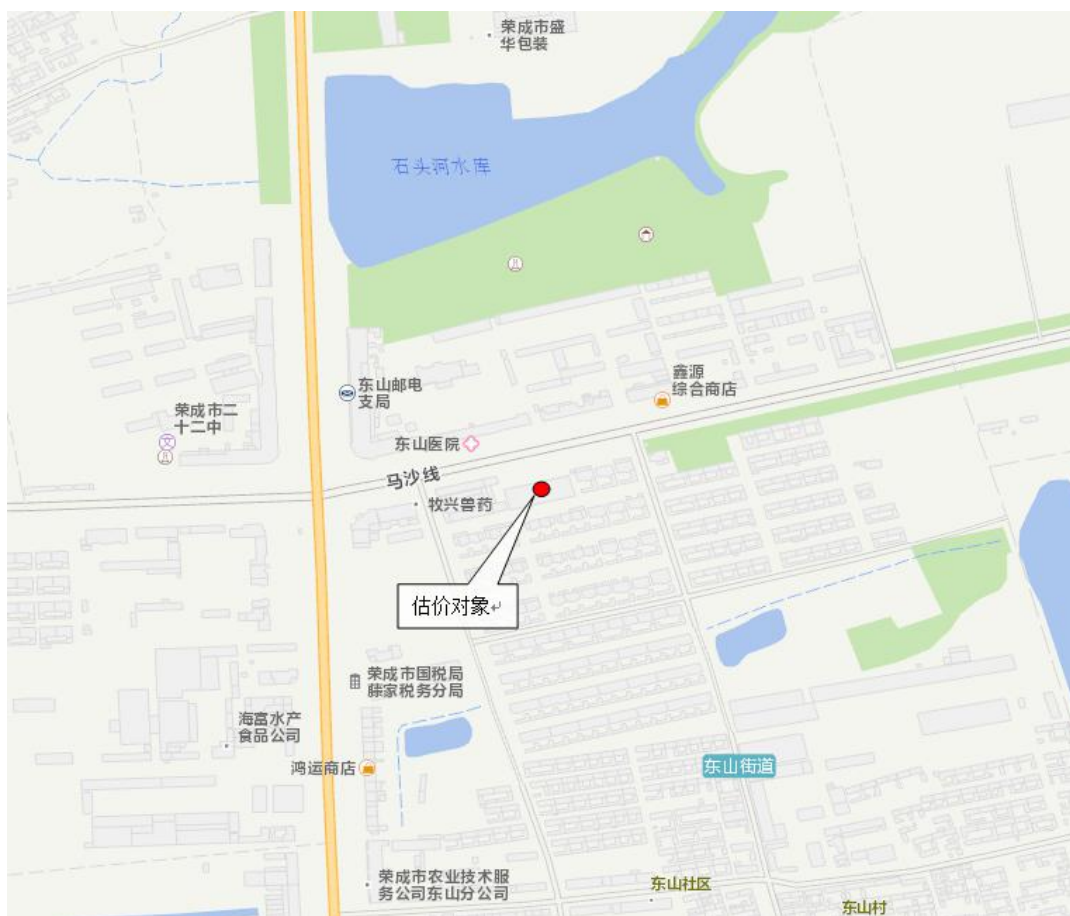 荣成市盛
华包装
石头河水库
鑫源
综合商店
东山邮电
支局
荣成市二
十二中
文
东山医院
马沙线
牧兴兽药
估价对象
荣成市国税局
滕家税务分局
海富水产
食品公司
东山街道
鸿运商店
荣成市农业技术服
务公司东山分公司
东山社区
东山村